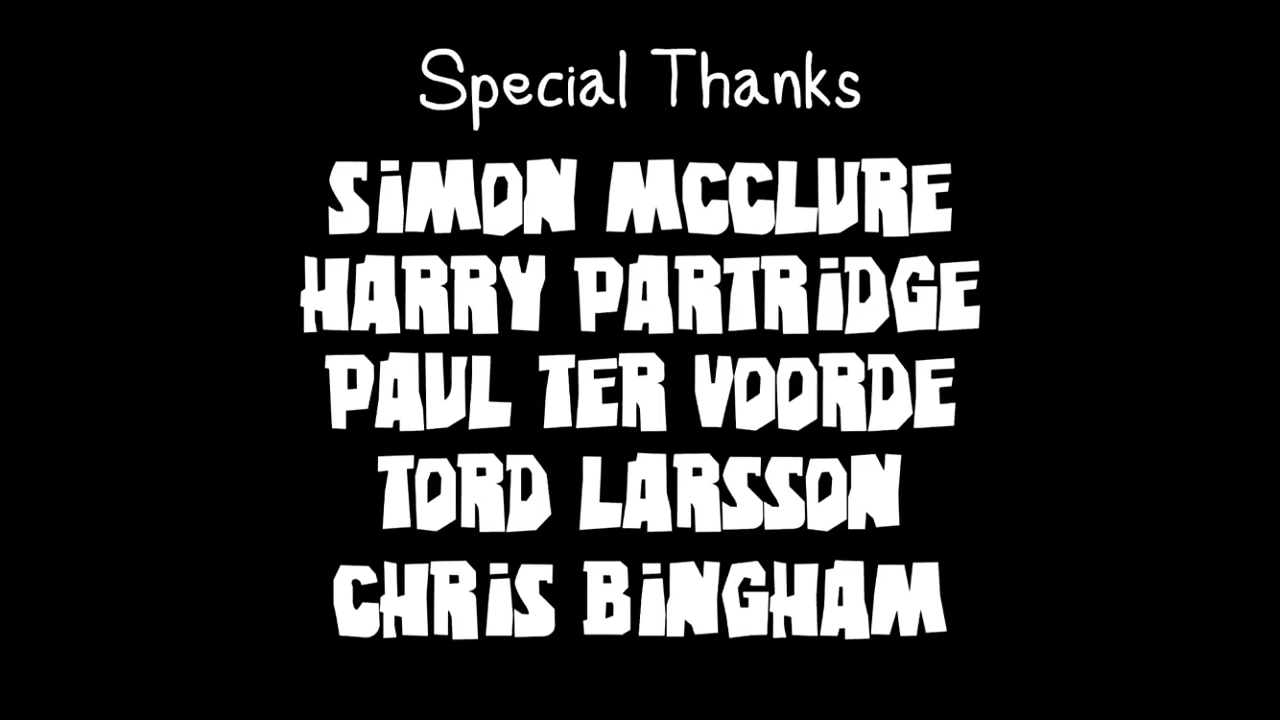 Special Thanks
SiMON MCCLURE
HARRY PARTRiDGE
PAUL TER VOORDE
TORD LARSSON
CHRiS BiNGHAM